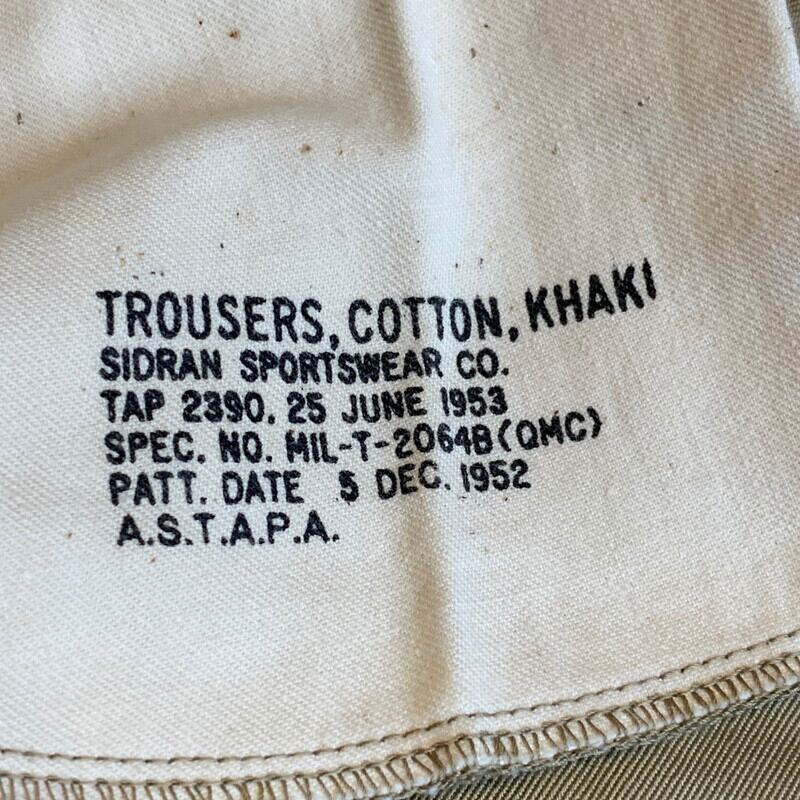 TROUSERS, COTTON, KHAKI
SIDRAN SPORTSWEAR CO.
TAP 2390, 25 JUNE 1953
SPEC. NO. MIL-T-2064B(QMC)
PATT. DATE 5 DEC. 1952
A.S.T.A.P.A.